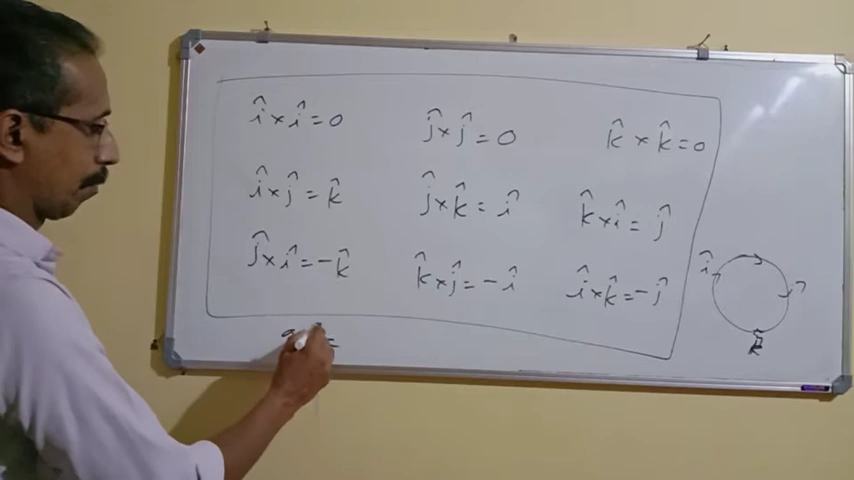 î × î = 0 ĵ × ĵ = 0 k̂ × k̂ = 0
î × ĵ = k̂ ĵ × k̂ = î k̂ × î = ĵ
ĵ × î = -k̂ k̂ × ĵ = -î î × k̂ = -ĵ
î ĵ
k̂